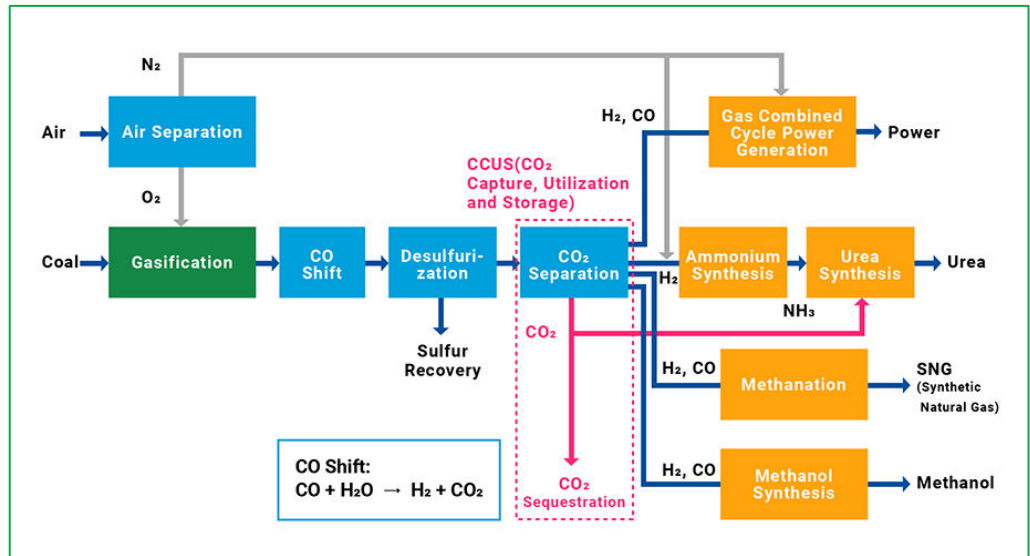 N₂
Air
Air Separation
H₂, CO
Gas Combined
Cycle Power
Generation
Power
O₂
CCUS(CO₂
Capture, Utilization
and Storage)
Coal
Gasification
CO
Shift
Desulfuri-
zation
CO₂
Separation
H₂
Ammonium
Synthesis
Urea
Synthesis
Urea
NH₃
CO₂
Sulfur
Recovery
H₂, CO
Methanation
SNG
(Synthetic
Natural Gas)
CO Shift:
CO + H₂O → H₂ + CO₂
CO₂
Sequestration
H₂, CO
Methanol
Synthesis
Methanol